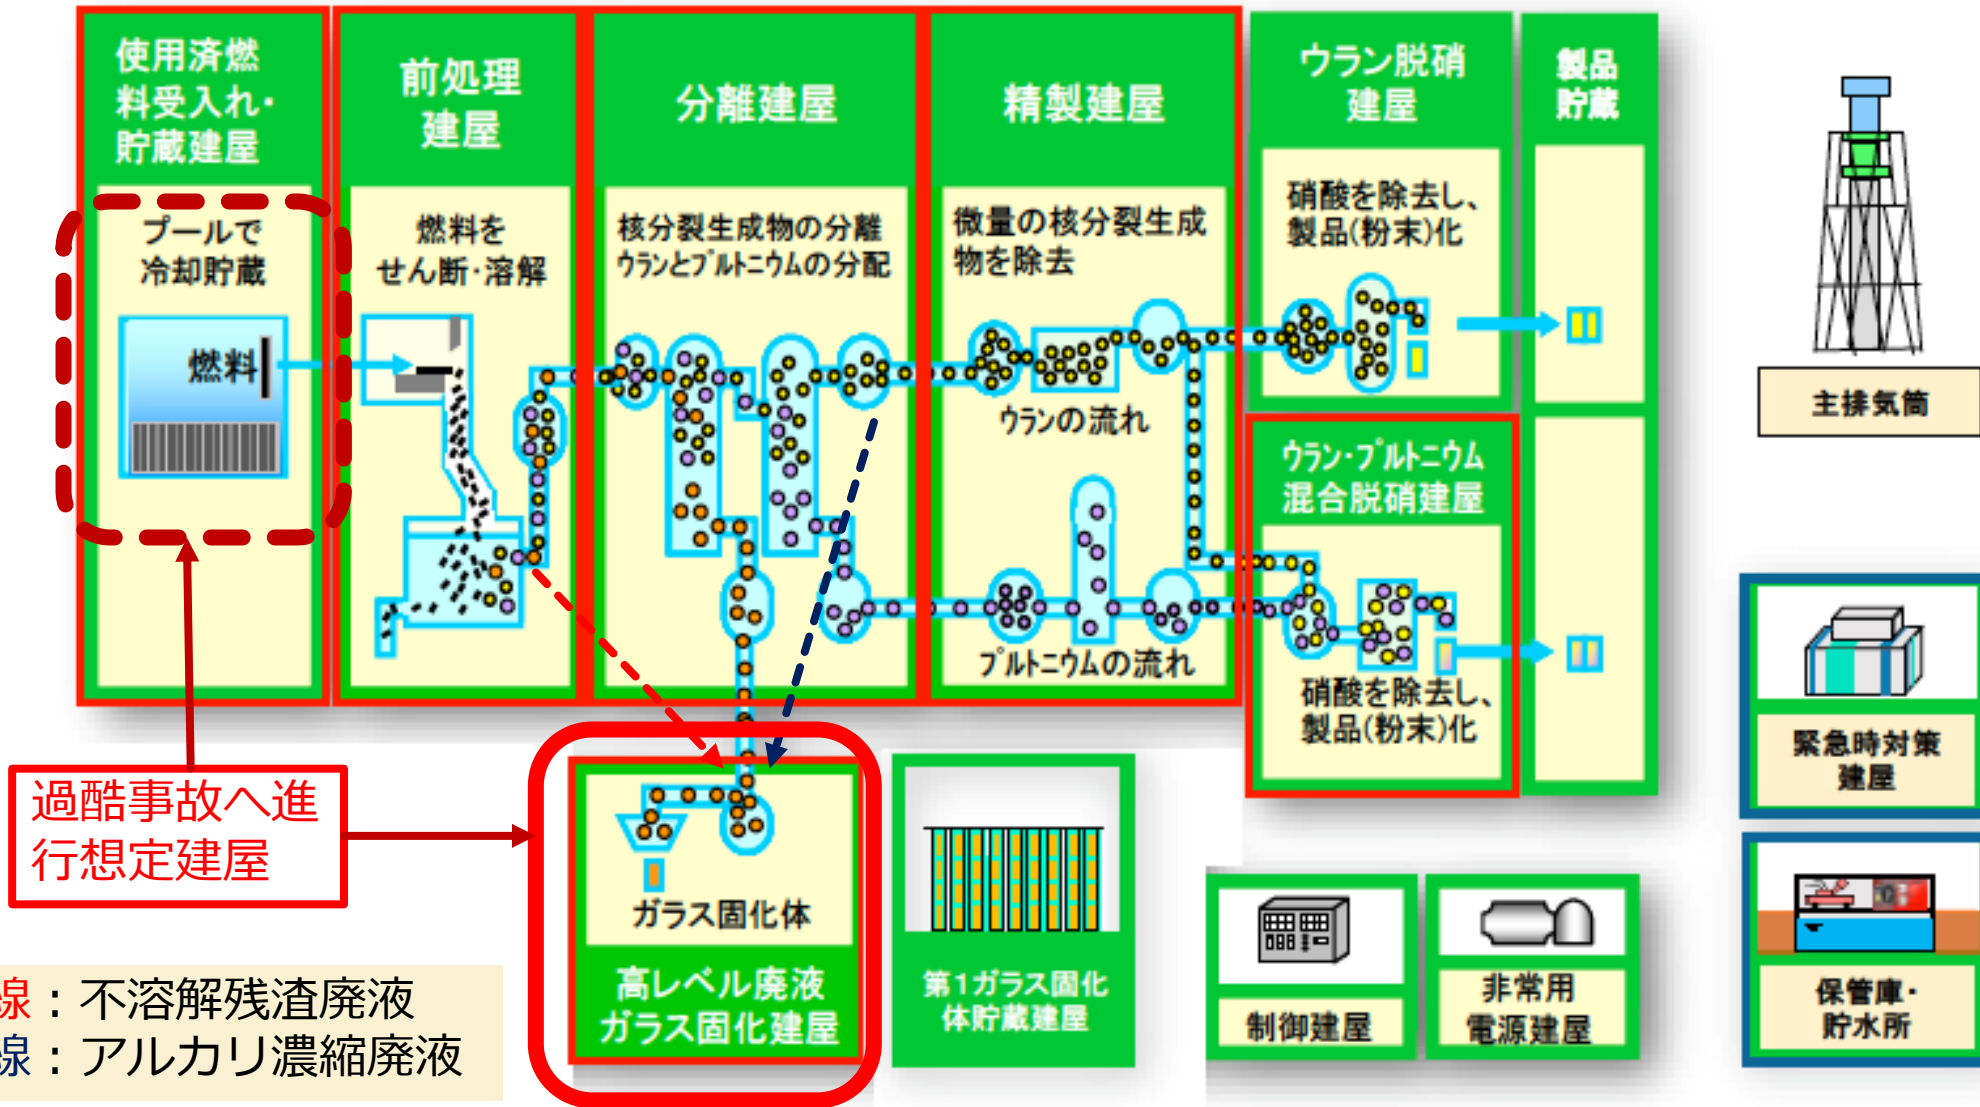 使用済燃
料受入れ・
貯蔵建屋
プールで
冷却貯蔵
燃料
前処理
建屋
燃料を
せん断・溶解
分離建屋
核分裂生成物の分離
ウランとプルトニウムの分配
精製建屋
微量の核分裂生成
物を除去
ウランの流れ
プルトニウムの流れ
ウラン脱硝
建屋
硝酸を除去し、
製品(粉末)化
製品
貯蔵
ウラン・プルトニウム
混合脱硝建屋
硝酸を除去し、
製品(粉末)化
主排気筒
緊急時対策
建屋
保管庫・
貯水所
過酷事故へ進
行想定建屋
ガラス固化体
高レベル廃液
ガラス固化建屋
第1ガラス固化
体貯蔵建屋
制御建屋
非常用
電源建屋
線：不溶解残渣廃液
線：アルカリ濃縮廃液